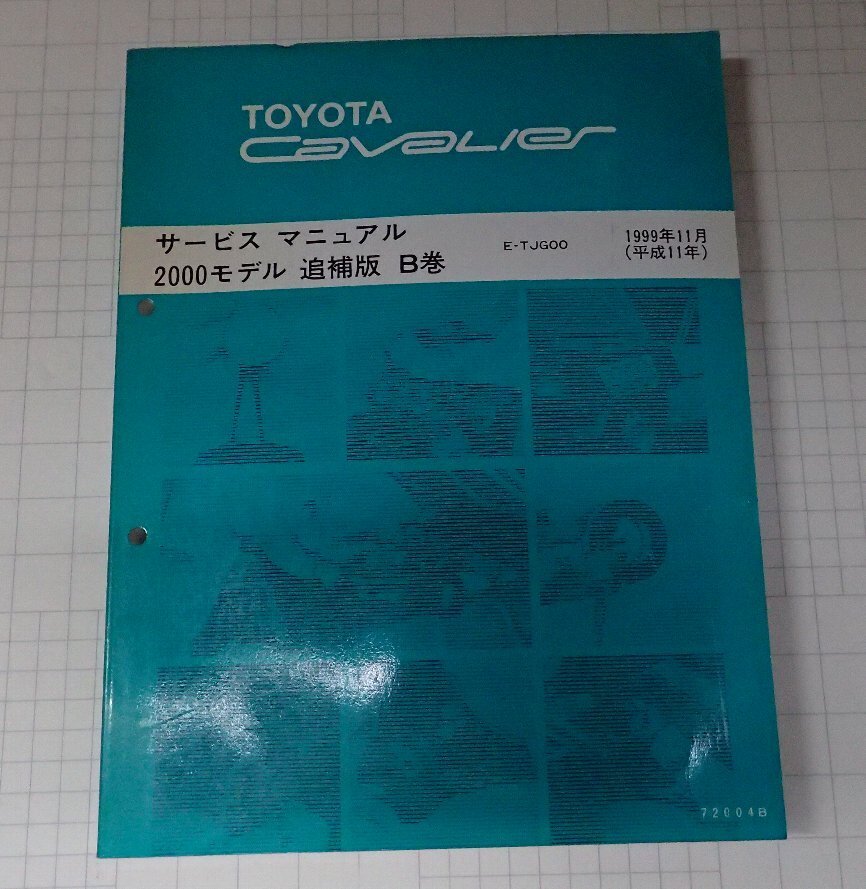 TOYOTA
Cavalier
サービス マニュアル
2000モデル 追補版 B巻
E-TJG00
1999年11月
(平成11年)
72004B